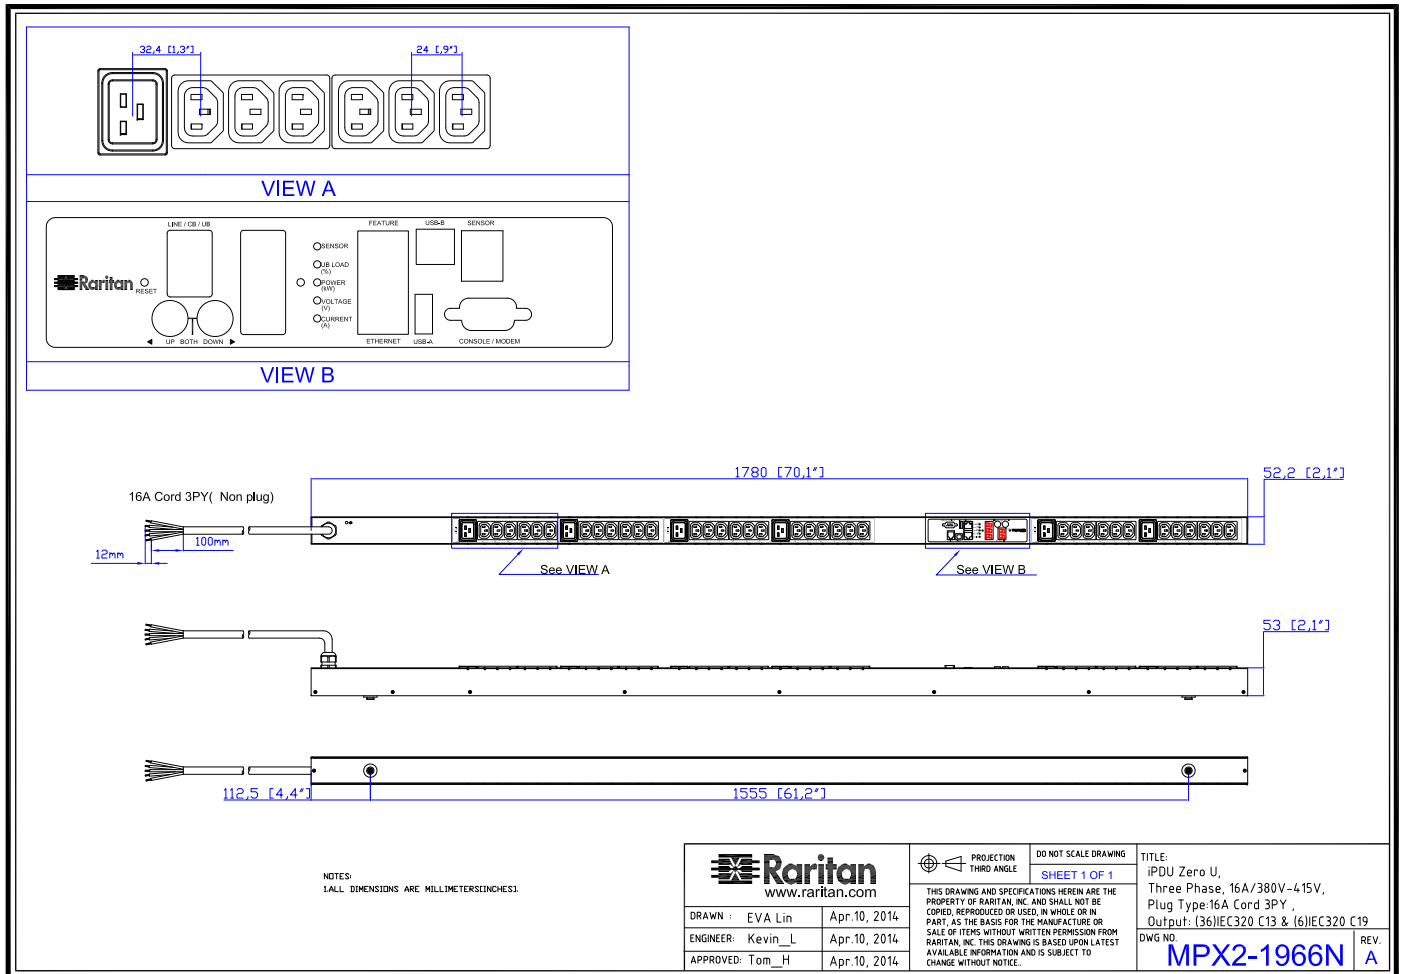 32,4 [1,3"]
24 [,9"]
VIEW A
LINE / CB / UB
FEATURE
USB-B
SENSOR
SENSOR
UB LOAD
(%)
POWER
(kW)
VOLTAGE
(V)
CURRENT
(A)
Raritan
RESET
UP BOTH DOWN
ETHERNET
USB-A
CONSOLE / MODEM
VIEW B
1780 [70,1"]
52,2 [2,1"]
16A Cord 3PY( Non plug)
100mm
12mm
See VIEW A
See VIEW B
53 [2,1"]
112,5 [4,4"]
1555 [61,2"]
NOTES:
1.ALL DIMENSIONS ARE MILLIMETERS[INCHES].
Raritan
www.raritan.com
DRAWN : EVA Lin Apr.10, 2014
ENGINEER: Kevin_L Apr.10, 2014
APPROVED: Tom_H Apr.10, 2014
PROJECTION
THIRD ANGLE
DO NOT SCALE DRAWING
SHEET 1 OF 1
THIS DRAWING AND SPECIFICATIONS HEREIN ARE THE
PROPERTY OF RARITAN, INC. AND SHALL NOT BE
COPIED, REPRODUCED OR USED, IN WHOLE OR IN
PART, AS THE BASIS FOR THE MANUFACTURE OR
SALE OF ITEMS WITHOUT WRITTEN PERMISSION FROM
RARITAN, INC. THIS DRAWING IS BASED UPON LATEST
AVAILABLE INFORMATION AND IS SUBJECT TO
CHANGE WITHOUT NOTICE..
TITLE:
iPDU Zero U,
Three Phase, 16A/380V-415V,
Plug Type:16A Cord 3PY ,
Output: (36)IEC320 C13 & (6)IEC320 C19
DWG NO.
MPX2-1966N
REV.
A